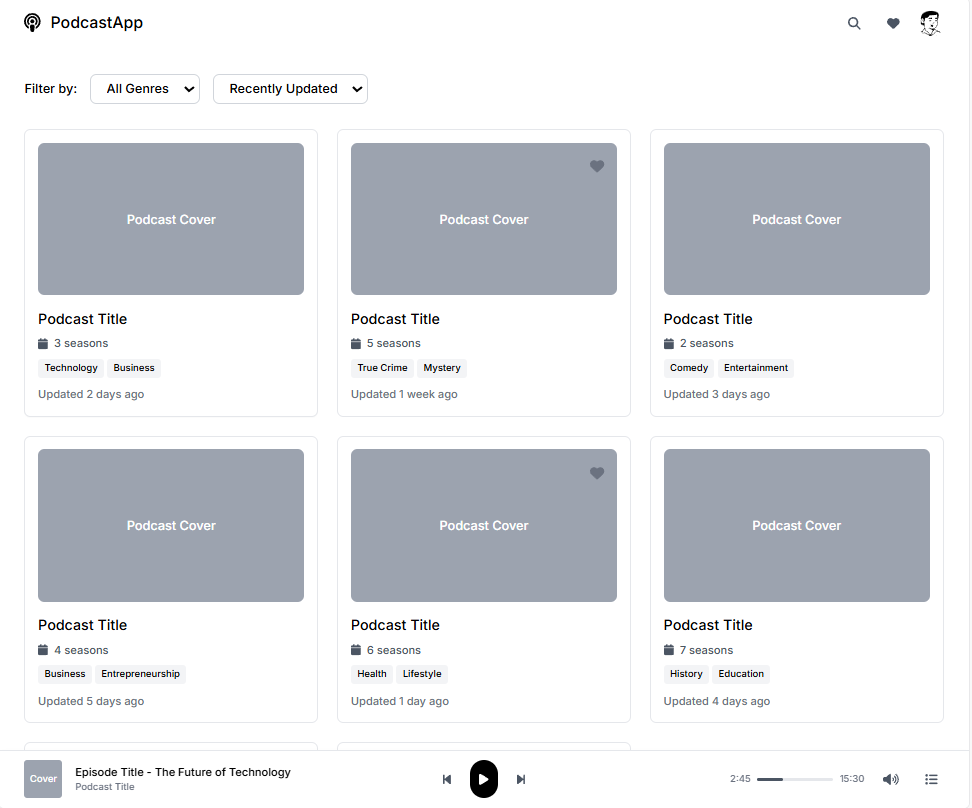 PodcastApp
Filter by: All Genres Recently Updated
Podcast Cover
Podcast Title
3 seasons
Technology Business
Updated 2 days ago
Podcast Cover
Podcast Title
5 seasons
True Crime Mystery
Updated 1 week ago
Podcast Cover
Podcast Title
2 seasons
Comedy Entertainment
Updated 3 days ago
Podcast Cover
Podcast Title
4 seasons
Business Entrepreneurship
Updated 5 days ago
Podcast Cover
Podcast Title
6 seasons
Health Lifestyle
Updated 1 day ago
Podcast Cover
Podcast Title
7 seasons
History Education
Updated 4 days ago
Cover
Episode Title - The Future of Technology
Podcast Title
2:45 15:30